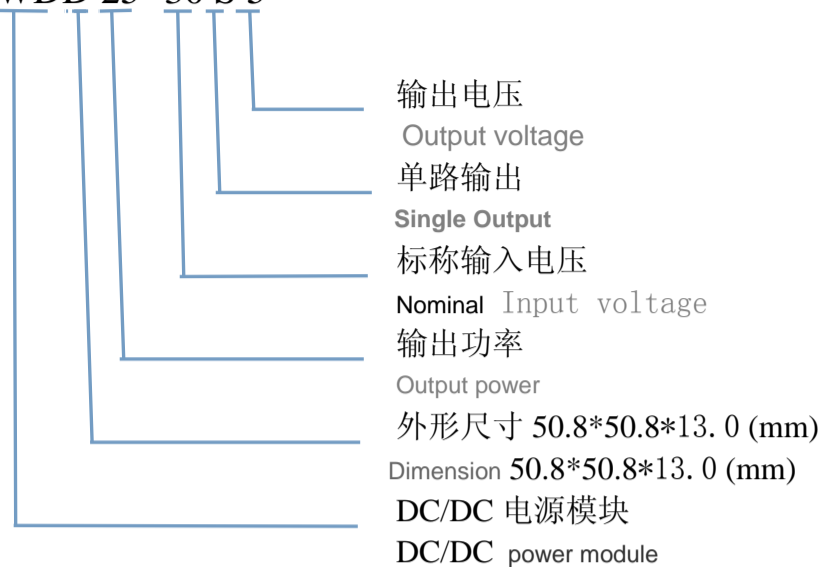 输出电压
Output voltage
单路输出
Single Output
标称输入电压
Nominal Input voltage
输出功率
Output power
外形尺寸 50.8*50.8*13.0 (mm)
Dimension 50.8*50.8*13.0 (mm)
DC/DC 电源模块
DC/DC power module